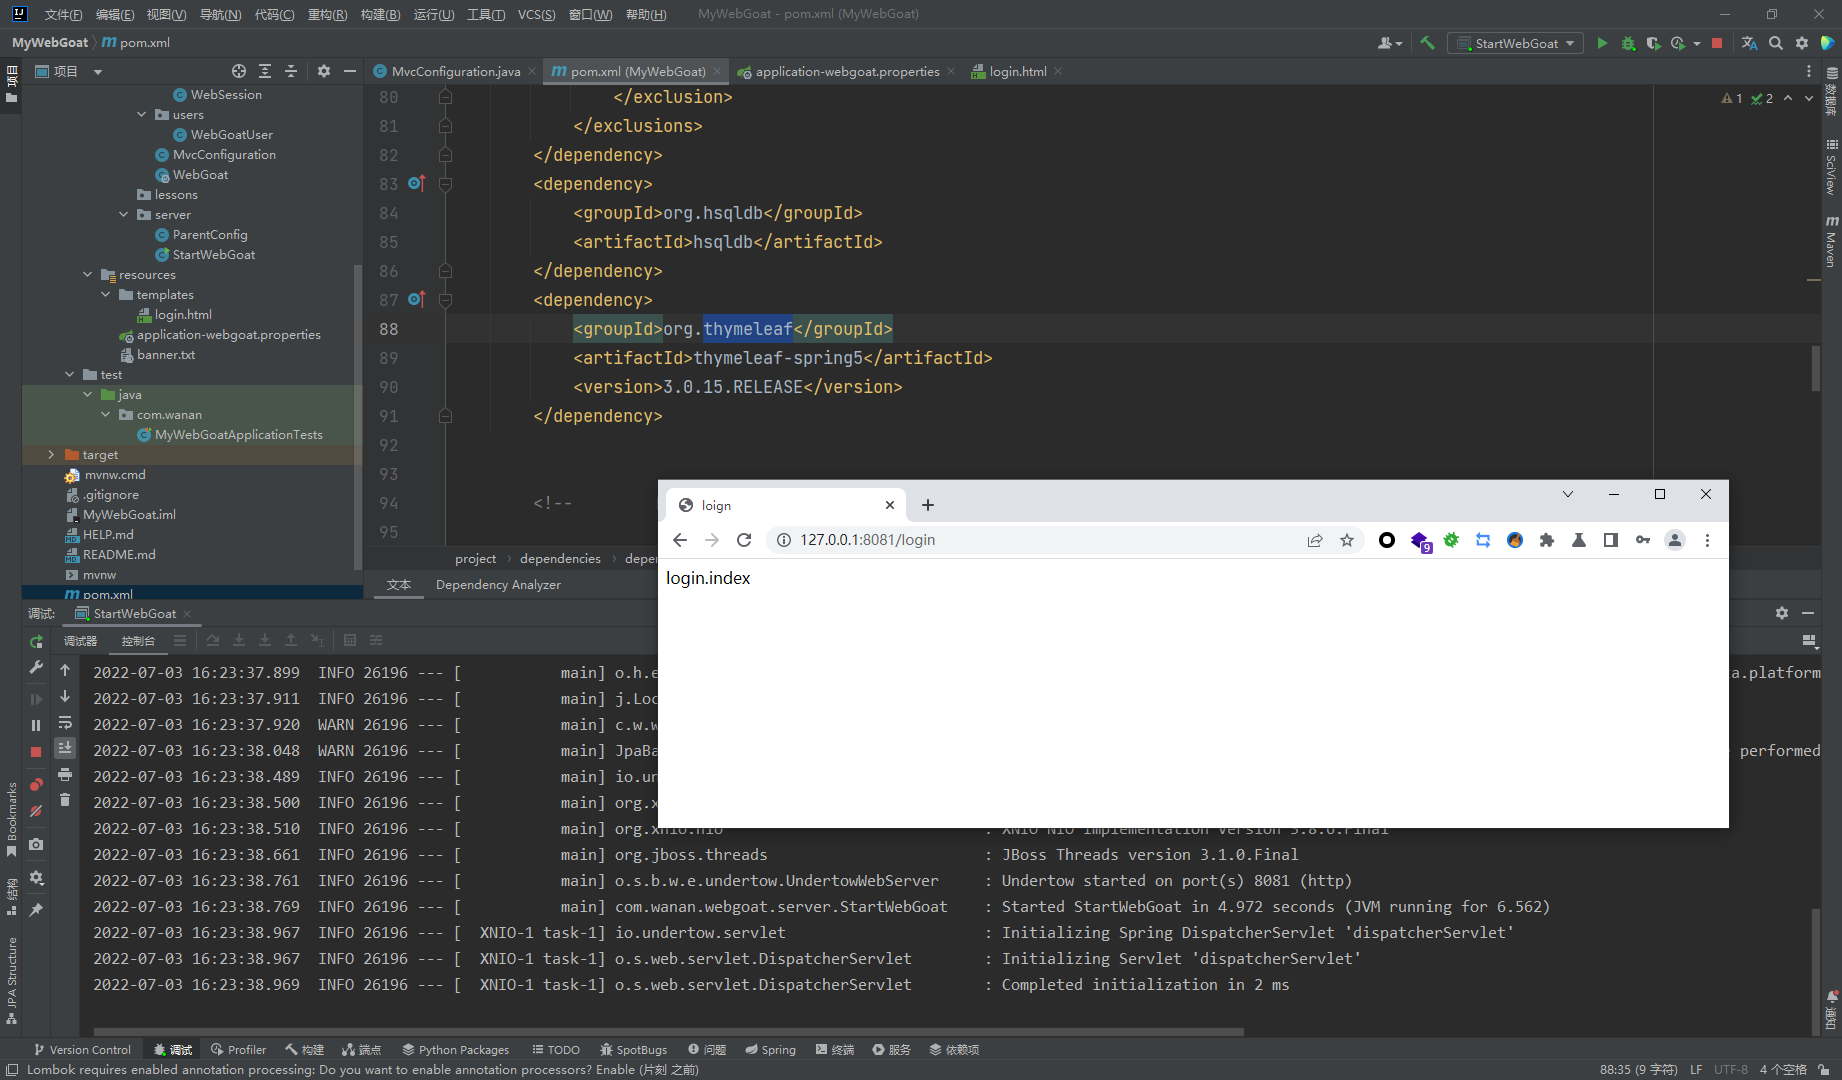 文件(F) 编辑(E) 视图(V) 导航(N) 代码(C) 重构(R) 构建(B) 运行(U) 工具(T) VCS(S) 窗口(W) 帮助(H) MyWebGoat - pom.xml (MyWebGoat)
MyWebGoat pom.xml
StartWebGoat
项目
MvcConfiguration.java
pom.xml (MyWebGoat)
application-webgoat.properties
login.html
WebSession
users
WebGoatUser
MvcConfiguration
WebGoat
lessons
server
ParentConfig
StartWebGoat
resources
templates
login.html
application-webgoat.properties
banner.txt
test
java
com.wanan
MyWebGoatApplicationTests
target
mvnw.cmd
.gitignore
MyWebGoat.iml
HELP.md
README.md
mvnw
pom.xml
项目
Bookmarks
结构
JPA Structure
80 </exclusion>
81 </exclusions>
82 </dependency>
83 <dependency>
84 <groupId>org.hsqldb</groupId>
85 <artifactId>hsqldb</artifactId>
86 </dependency>
87 <dependency>
88 <groupId>org.thymeleaf</groupId>
89 <artifactId>thymeleaf-spring5</artifactId>
90 <version>3.0.15.RELEASE</version>
91 </dependency>
92
93
94 <!--
95
1 2
数据库
SciView
Maven
通知
project dependencies
文本 Dependency Analyzer
loign
127.0.0.1:8081/login
9
login.index
调试: StartWebGoat
调试器 控制台
2022-07-03 16:23:37.899 INFO 26196 --- [ main] o.h.e a.platform
2022-07-03 16:23:37.911 INFO 26196 --- [ main] j.Loc
2022-07-03 16:23:37.920 WARN 26196 --- [ main] c.w.w
2022-07-03 16:23:38.048 WARN 26196 --- [ main] JpaBa performed
2022-07-03 16:23:38.489 INFO 26196 --- [ main] io.un
2022-07-03 16:23:38.500 INFO 26196 --- [ main] org.x
2022-07-03 16:23:38.510 INFO 26196 --- [ main] org.xnio.nio : XNIO NIO Implementation Version 3.8.6.Final
2022-07-03 16:23:38.661 INFO 26196 --- [ main] org.jboss.threads : JBoss Threads version 3.1.0.Final
2022-07-03 16:23:38.761 INFO 26196 --- [ main] o.s.b.w.e.undertow.UndertowWebServer : Undertow started on port(s) 8081 (http)
2022-07-03 16:23:38.769 INFO 26196 --- [ main] com.wanan.webgoat.server.StartWebGoat : Started StartWebGoat in 4.972 seconds (JVM running for 6.562)
2022-07-03 16:23:38.967 INFO 26196 --- [ XNIO-1 task-1] io.undertow.servlet : Initializing Spring DispatcherServlet 'dispatcherServlet'
2022-07-03 16:23:38.967 INFO 26196 --- [ XNIO-1 task-1] o.s.web.servlet.DispatcherServlet : Initializing Servlet 'dispatcherServlet'
2022-07-03 16:23:38.969 INFO 26196 --- [ XNIO-1 task-1] o.s.web.servlet.DispatcherServlet : Completed initialization in 2 ms
Version Control 调试 Profiler 构建 端点 Python Packages TODO SpotBugs 问题 Spring 终端 服务 依赖项
Lombok requires enabled annotation processing: Do you want to enable annotation processors? Enable (片刻 之前) 88:35 (9 字符) LF UTF-8 4 个空格